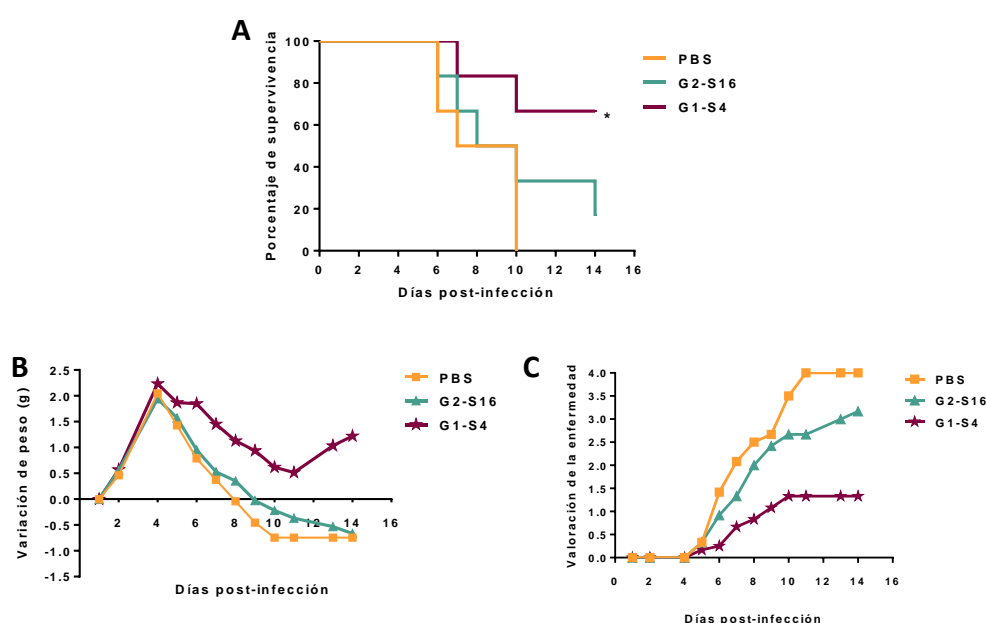 A
Porcentaje de supervivencia
100
80
60
40
20
0
0 2 4 6 8 10 12 14 16
Días post-infección
*
PBS
G2-S16
G1-S4
B
Variación de peso (g)
2.5
2.0
1.5
1.0
0.5
0.0
-0.5
-1.0
-1.5
2 4 6 8 10 12 14 16
Días post-infección
PBS
G2-S16
G1-S4
C
Valoración de la enfermedad
4.0
3.5
3.0
2.5
2.0
1.5
1.0
0.5
0.0
0 2 4 6 8 10 12 14 16
Días post-infección
PBS
G2-S16
G1-S4